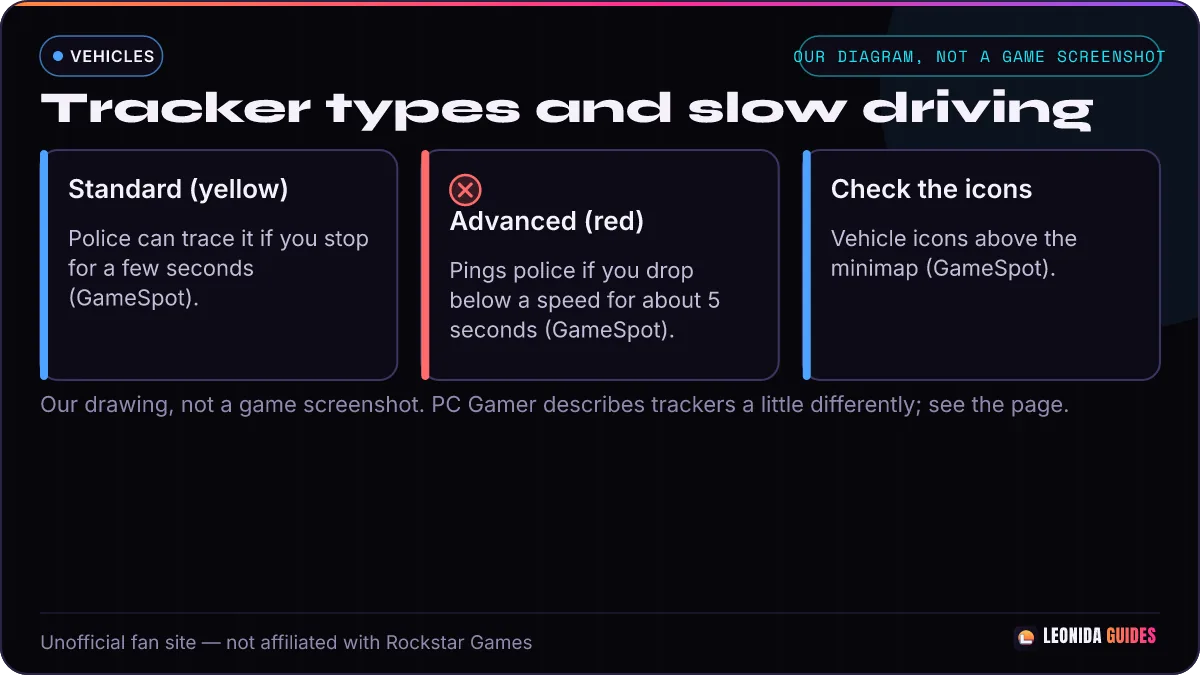 VEHICLES
OUR DIAGRAM, NOT A GAME SCREENSHOT
Tracker types and slow driving
Standard (yellow)
Police can trace it if you stop
for a few seconds
(GameSpot).
Advanced (red)
Pings police if you drop
below a speed for about 5
seconds (GameSpot).
Check the icons
Vehicle icons above the
minimap (GameSpot).
Our drawing, not a game screenshot. PC Gamer describes trackers a little differently; see the page.
Unofficial fan site — not affiliated with Rockstar Games
LEONIDA GUIDES